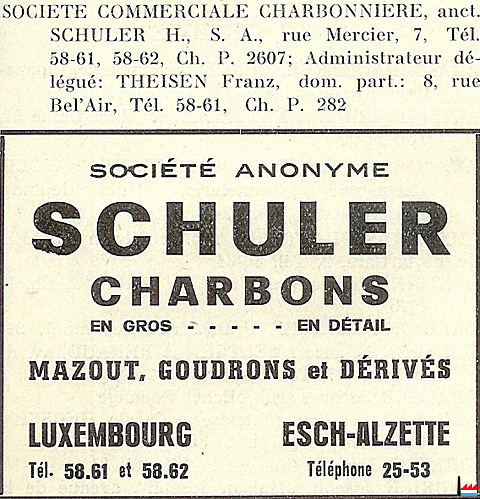 SOCIETE COMMERCIALE CHARBONNIERE, anct.
SCHULER H., S. A., rue Mercier, 7, Tél.
58-61, 58-62, Ch. P. 2607; Administrateur dé-
légué: THEISEN Franz, dom. part.: 8, rue
Bel'Air, Tél. 58-61, Ch. P. 282
SOCIÉTÉ ANONYME
SCHULER
CHARBONS
EN GROS - - - - - EN DÉTAIL
MAZOUT, GOUDRONS et DÉRIVÉS
LUXEMBOURG ESCH-ALZETTE
Tél. 58.61 et 58.62 Téléphone 25-53